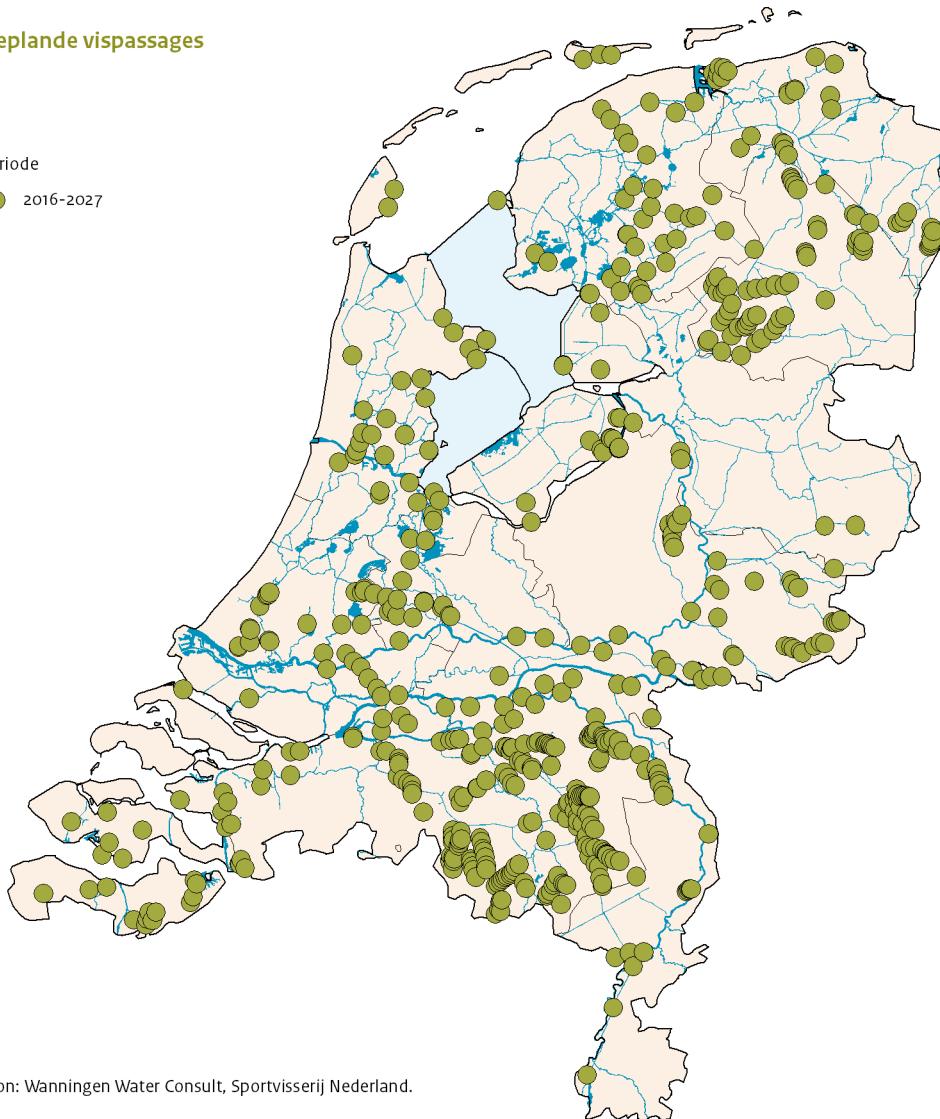 eplande vispassages
riode
2016-2027
on: Wanningen Water Consult, Sportvisserij Nederland.